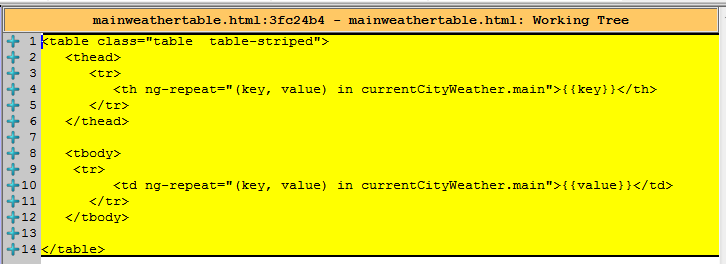 mainweathertable.html:3fc24b4 - mainweathertable.html: Working Tree
1 <table class="table  table-striped">
2    <thead>
3       <tr>
4          <th ng-repeat="(key, value) in currentCityWeather.main">{{key}}</th>
5       </tr>
6    </thead>
7
8    <tbody>
9     <tr>
10          <td ng-repeat="(key, value) in currentCityWeather.main">{{value}}</td>
11       </tr>
12    </tbody>
13
14 </table>